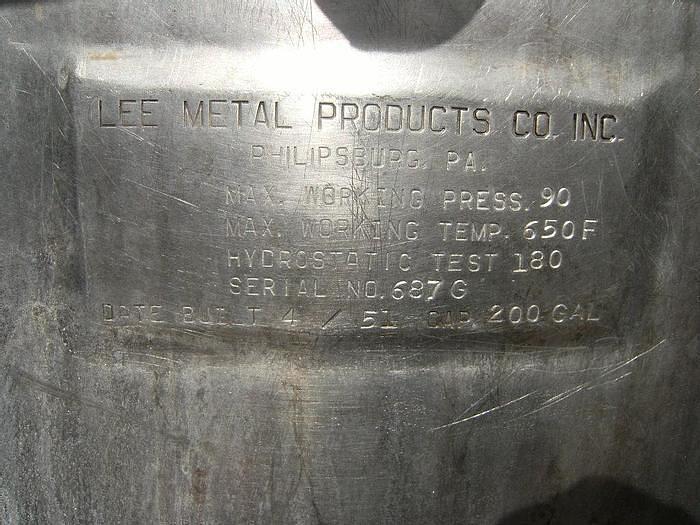 LEE METAL PRODUCTS CO. INC.
PHILIPSBURG, PA.
MAX. WORKING PRESS. 90
MAX. WORKING TEMP. 650F
HYDROSTATIC TEST 180
SERIAL NO. 687 G
DATE BUILT 4 / 51 CAP. 200 GAL